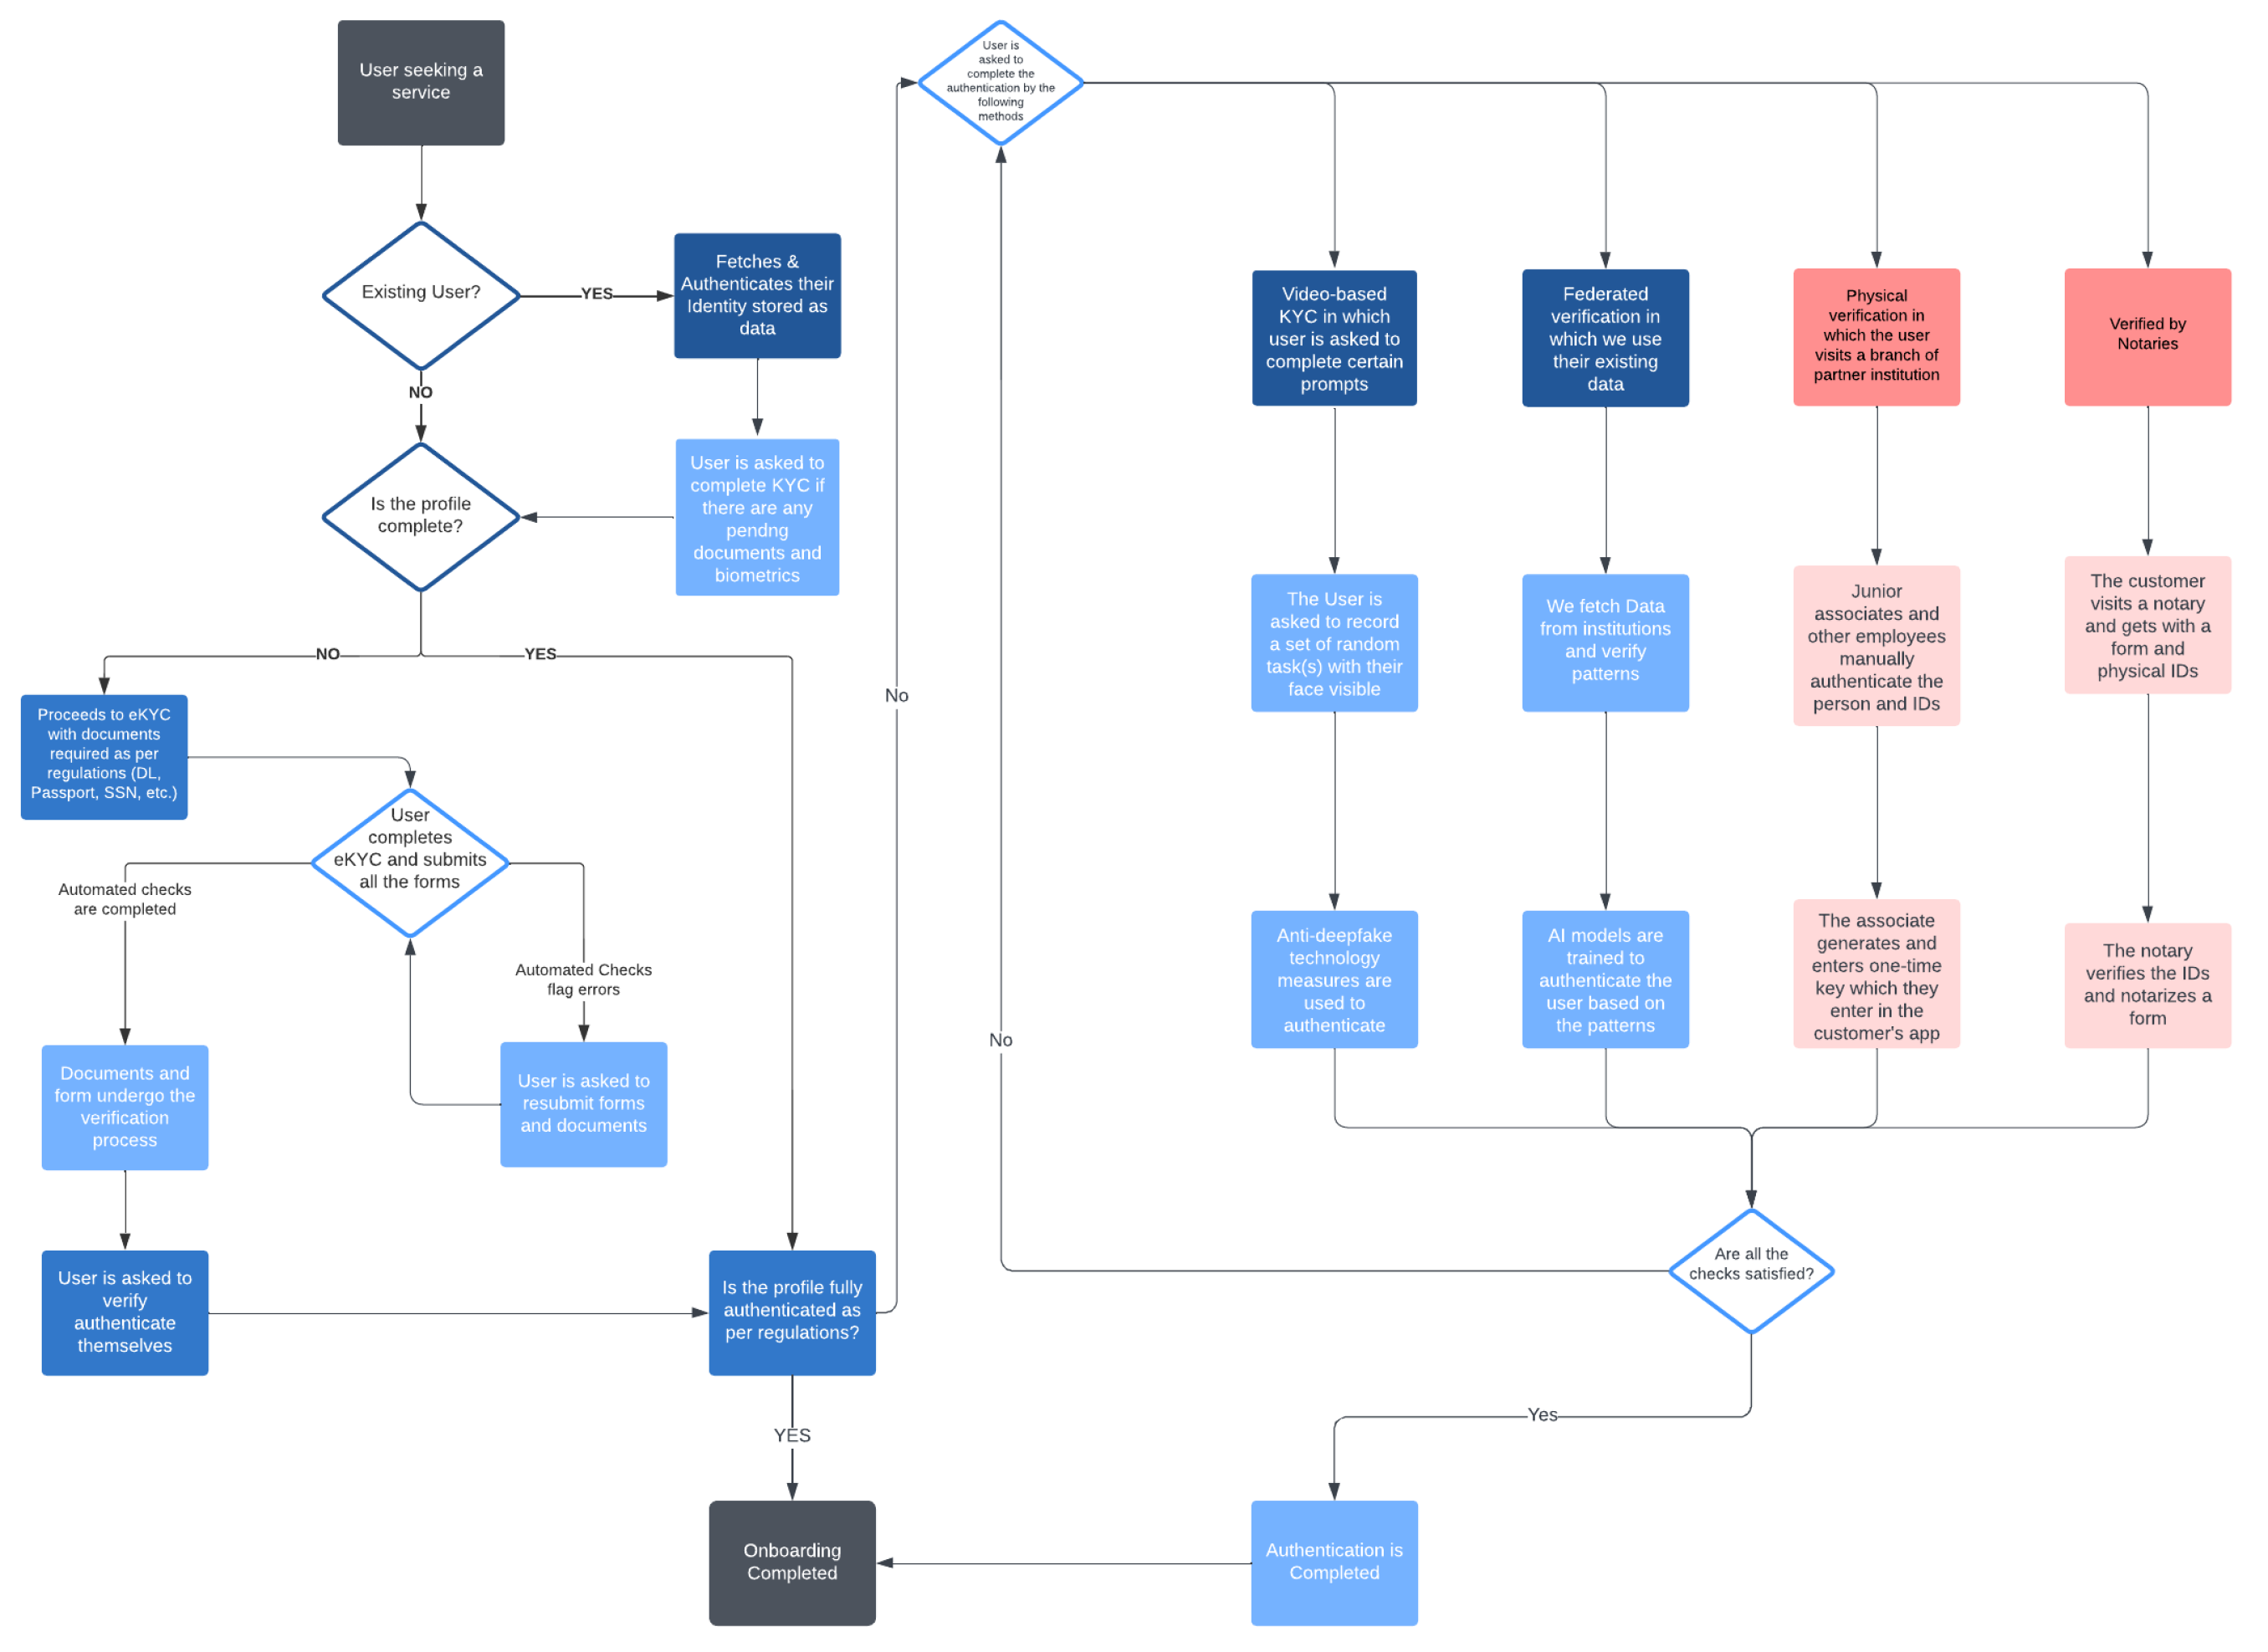 User seeking a
service
User is
asked to
complete the
authentication by the
following
methods
Existing User?
YES
Fetches &
Authenticates their
Identity stored as
data
NO
Video-based
KYC in which
user is asked to
complete certain
prompts
Federated
verification in
which we use
their existing
data
Physical
verification in
which the user
visits a branch of
partner institution
Verified by
Notaries
Is the profile
complete?
User is asked to
complete KYC if
there are any
pendng
documents and
biometrics
NO
YES
No
The User is
asked to record
a set of random
task(s) with their
face visible
We fetch Data
from institutions
and verify
patterns
Junior
associates and
other employees
manually
authenticate the
person and IDs
The customer
visits a notary
and gets with a
form and
physical IDs
Proceeds to eKYC
with documents
required as per
regulations (DL,
Passport, SSN, etc.)
User
completes
eKYC and submits
all the forms
Automated checks
are completed
Automated Checks
flag errors
No
Anti-deepfake
technology
measures are
used to
authenticate
AI models are
trained to
authenticate the
user based on
the patterns
The associate
generates and
enters one-time
key which they
enter in the
customer's app
The notary
verifies the IDs
and notarizes a
form
Documents and
form undergo the
verification
process
User is asked to
resubmit forms
and documents
User is asked to
verify
authenticate
themselves
Is the profile fully
authenticated as
per regulations?
Are all the
checks satisfied?
YES
Yes
Onboarding
Completed
Authentication is
Completed